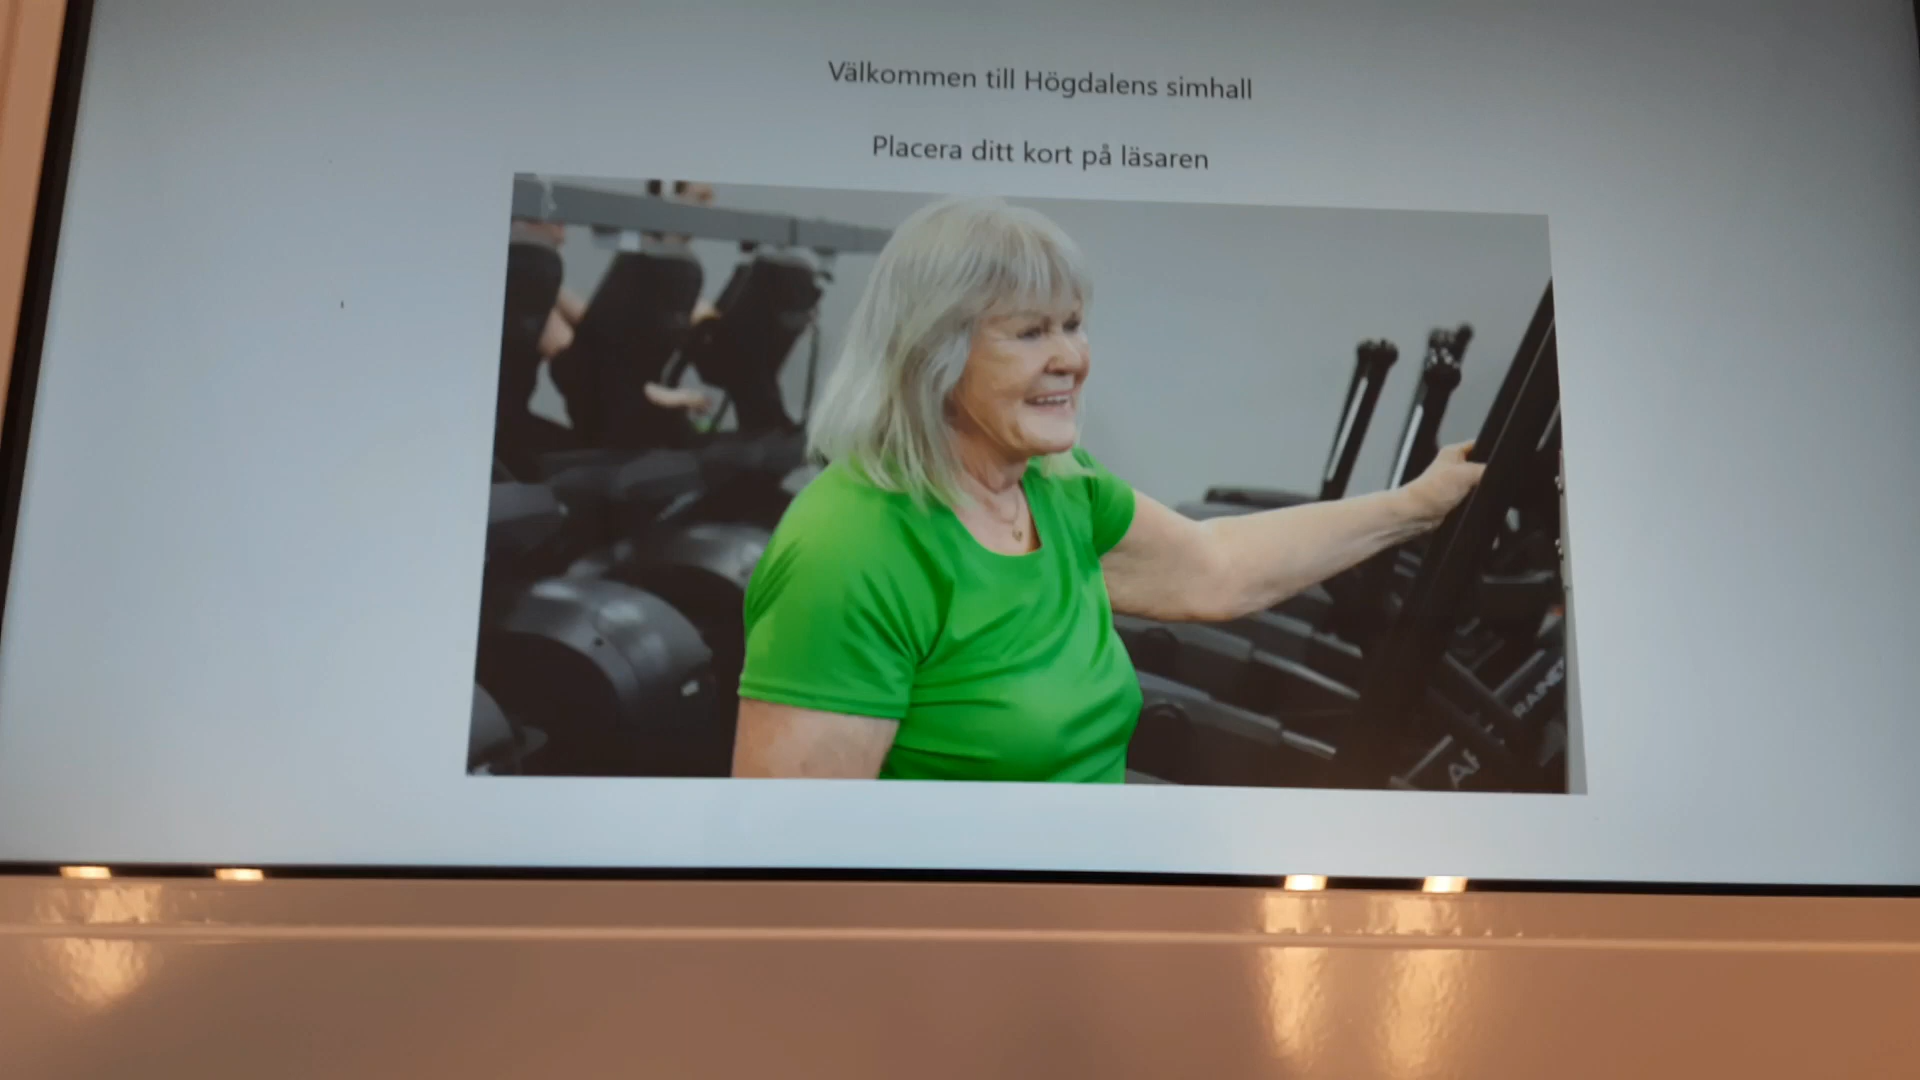 Välkommen till Högdalens simhall
Placera ditt kort på läsaren